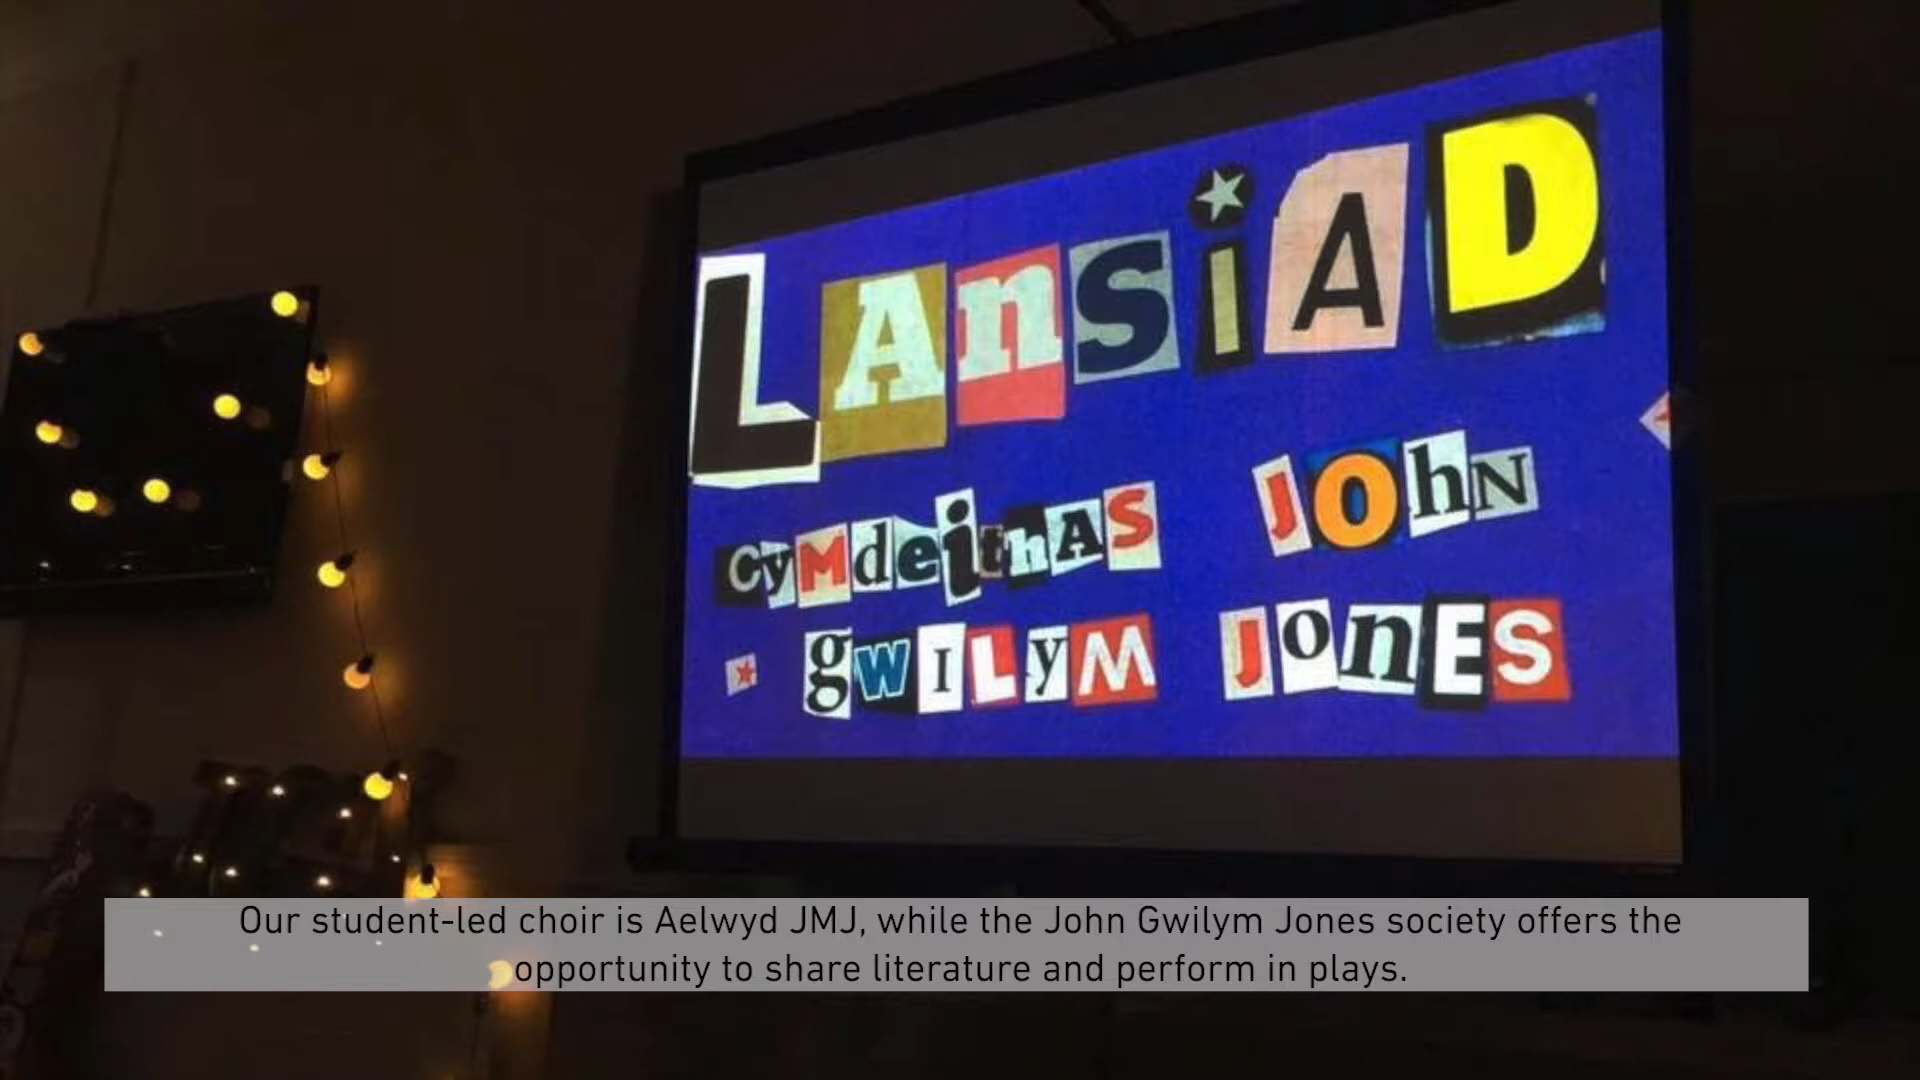 LAnSiAD
cyMdeithAS JOhN
gwILyM JonES
Our student-led choir is Aelwyd JMJ, while the John Gwilym Jones society offers the
opportunity to share literature and perform in plays.